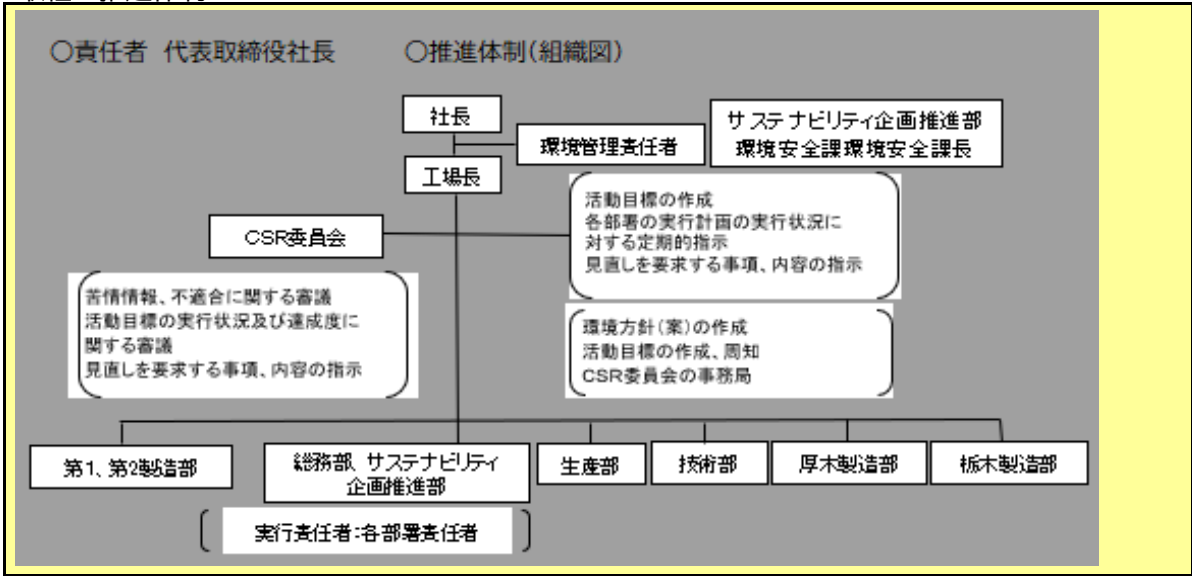 ○責任者 代表取締役社長
○推進体制(組織図)
社長
環境管理責任者
サステナビリティ企画推進部
環境安全課環境安全課長
工場長
活動目標の作成
各部署の実行計画の実行状況に
対する定期的指示
見直しを要求する事項、内容の指示
CSR委員会
苦情情報、不適合に関する審議
活動目標の実行状況及び達成度に
関する審議
見直しを要求する事項、内容の指示
環境方針(案)の作成
活動目標の作成、周知
CSR委員会の事務局
第1、第2製造部
総務部、サステナビリティ
企画推進部
生産部
技術部
厚木製造部
栃木製造部
実行責任者:各部署責任者